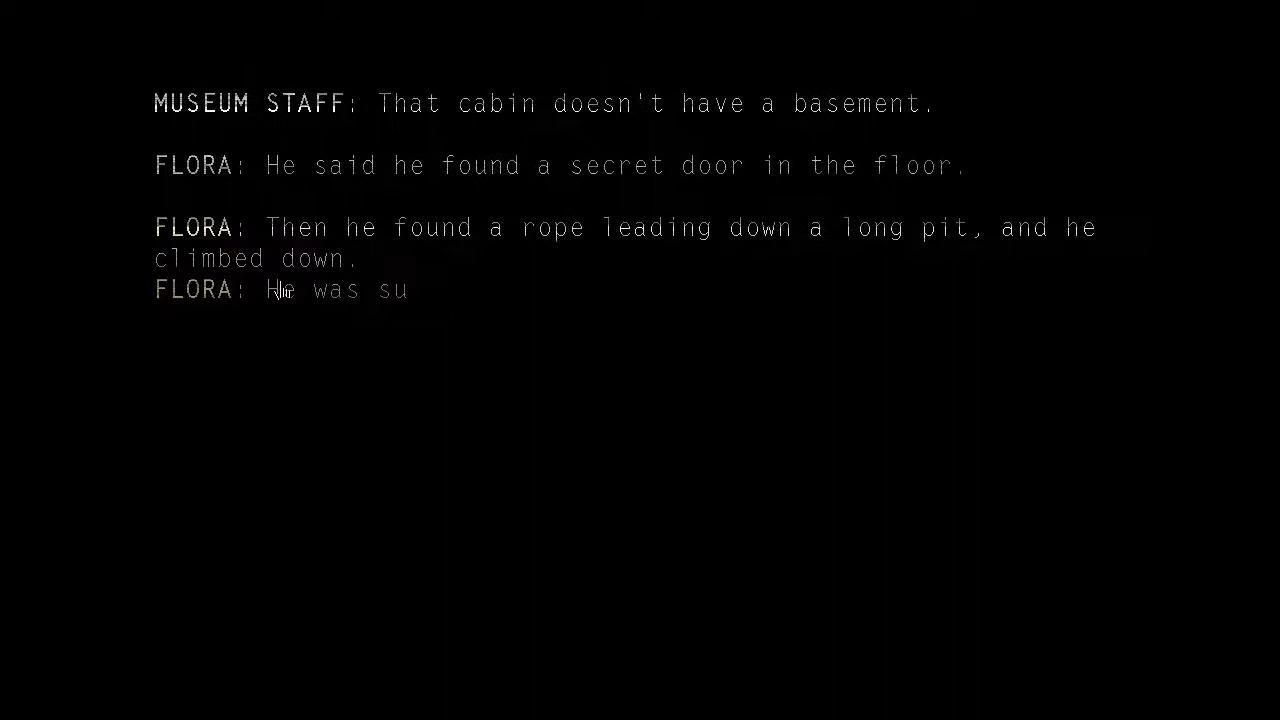 MUSEUM STAFF: That cabin doesn't have a basement.
FLORA: He said he found a secret door in the floor.
FLORA: Then he found a rope leading down a long pit, and he
climbed down.
FLORA: He was su